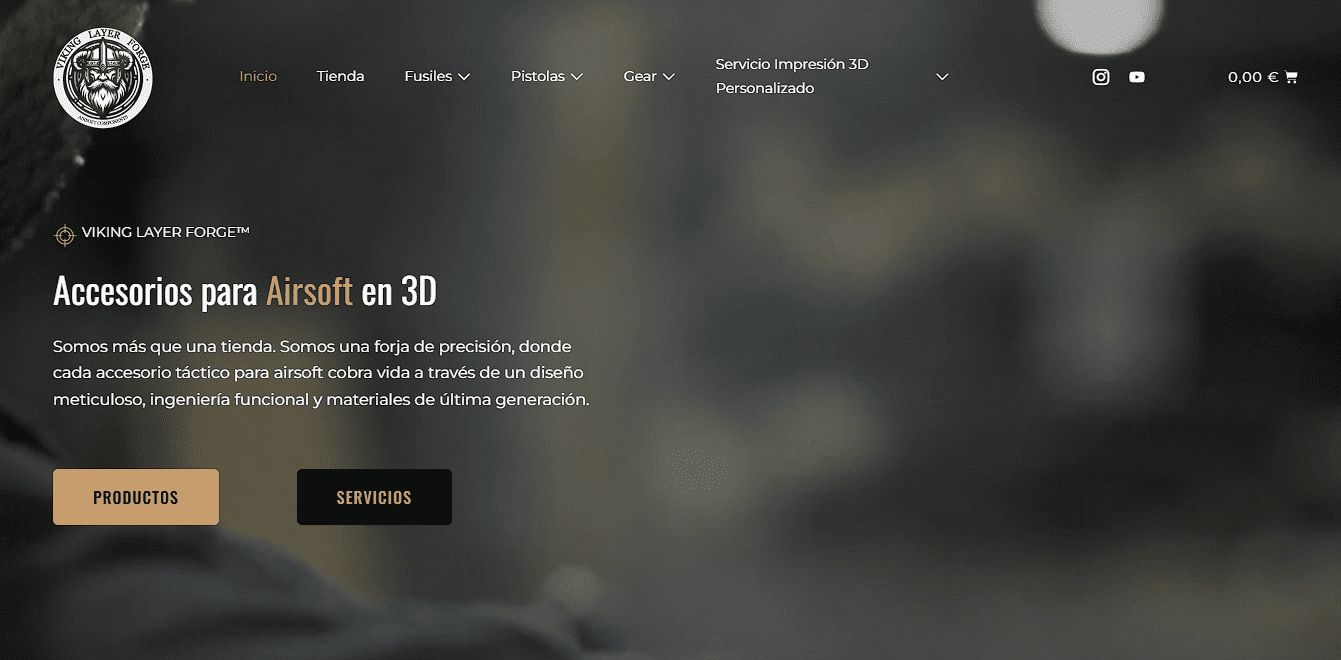 VIKING LAYER FORGE
AIRSOFT COMPONENTS
Inicio
Tienda
Fusiles
Pistolas
Gear
Servicio Impresión 3D
Personalizado
0,00 €
VIKING LAYER FORGE™
Accesorios para Airsoft en 3D
Somos más que una tienda. Somos una forja de precisión, donde
cada accesorio táctico para airsoft cobra vida a través de un diseño
meticuloso, ingeniería funcional y materiales de última generación.
PRODUCTOS
SERVICIOS